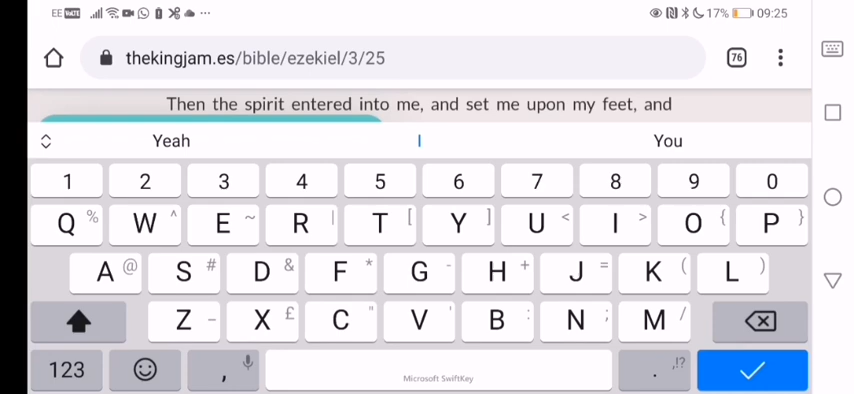 EE VoLTE 17% 09:25
thekingjam.es/bible/ezekiel/3/25 76
Then the spirit entered into me, and set me upon my feet, and
Yeah I You
1 2 3 4 5 6 7 8 9 0
Q % W ^ E ~ R | T [ Y ] U < I > O { P }
A @ S # D & F * G - H + J = K ( L )
Z _ X £ C " V ' B : N ; M /
123 , . ,!?
Microsoft SwiftKey